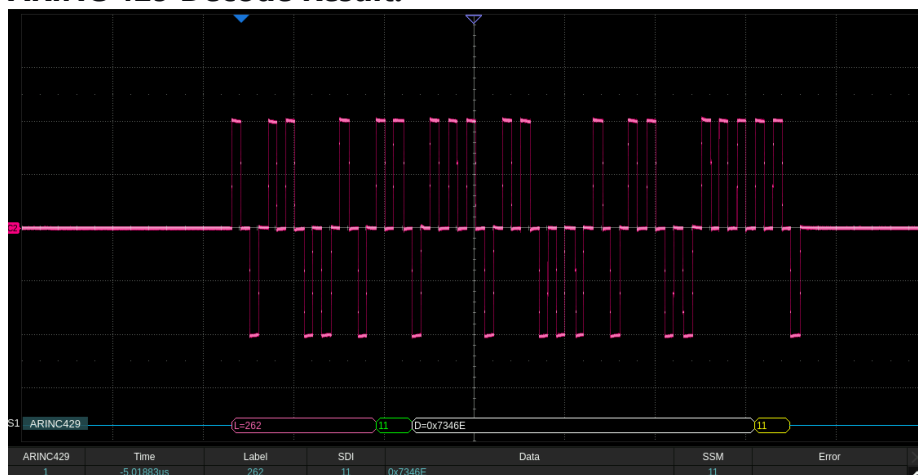 ARINC 429 Decode Result:
C2
S1 ARINC429 L=262 11 D=0x7346E 11
ARINC429 Time Label SDI Data SSM Error
1 -5.01883us 262 11 0x7346E 11